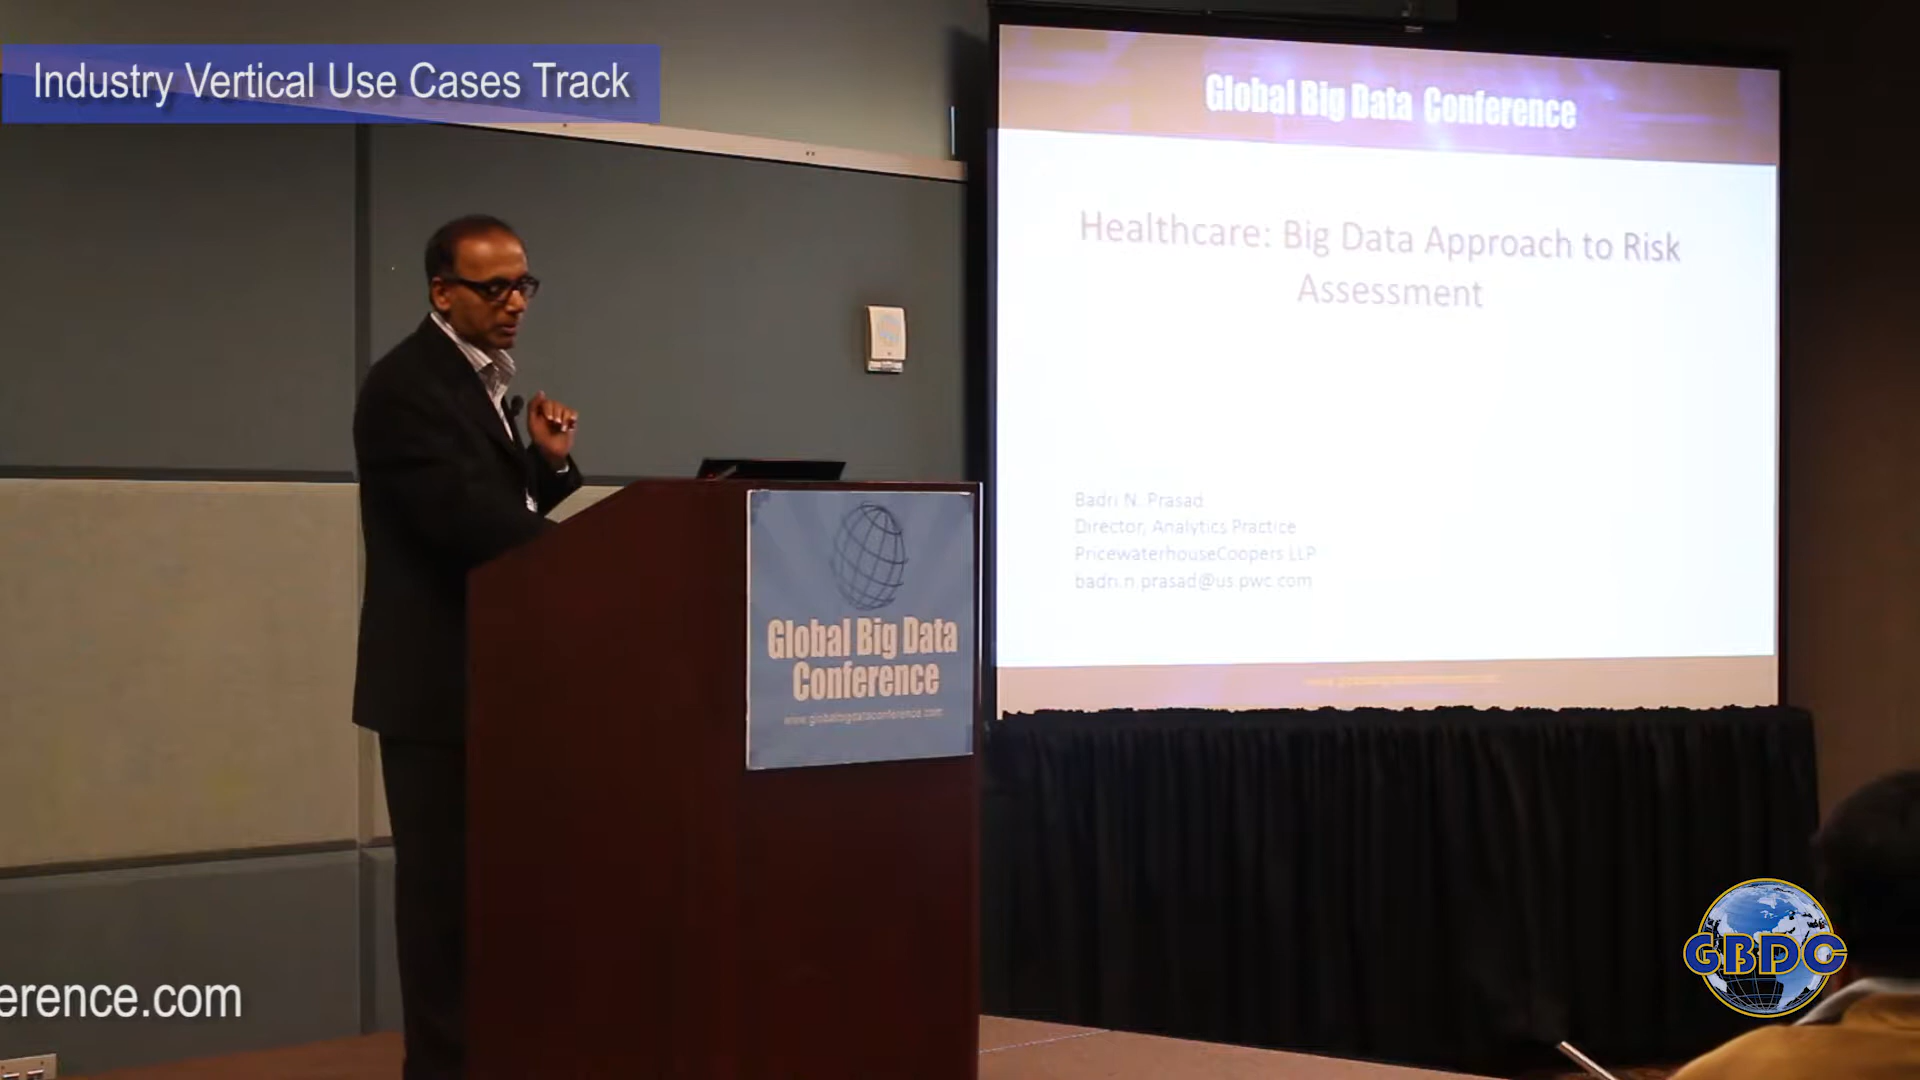 Industry Vertical Use Cases Track
Global Big Data Conference
Healthcare: Big Data Approach to Risk
Assessment
Badri N. Prasad
Director, Analytics Practice
PricewaterhouseCoopers LLP
badri.n.prasad@us.pwc.com
Global Big Data
Conference
www.globalbigdataconference.com
GBDC
erence.com